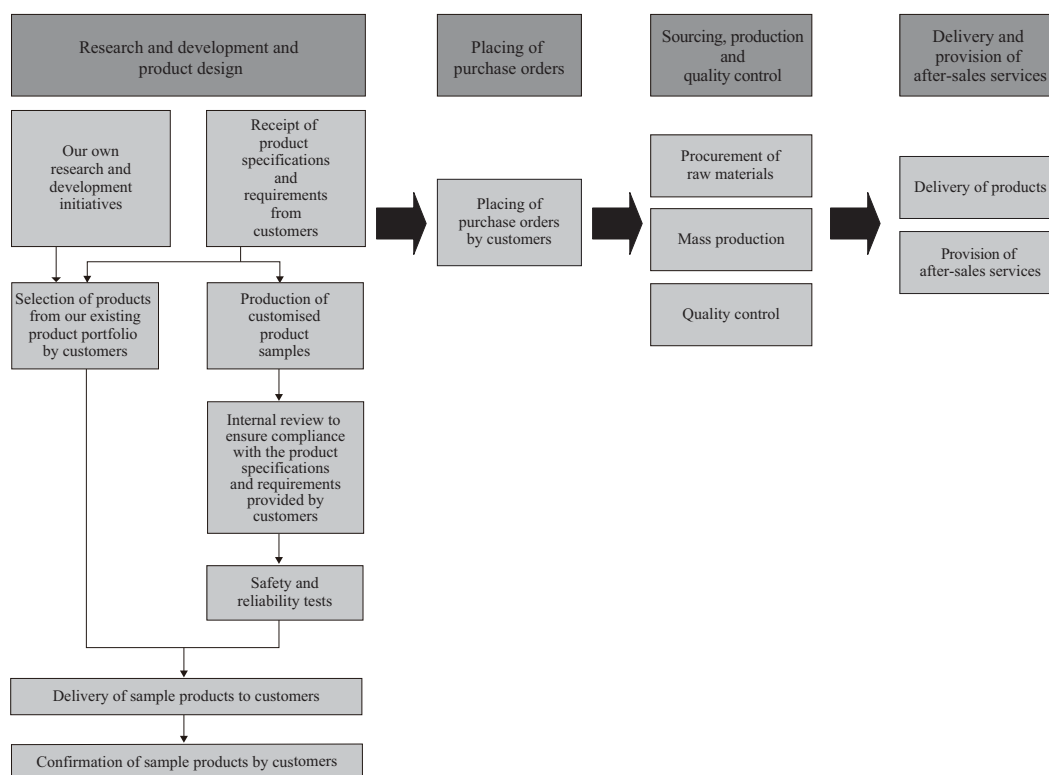 Research and development and
product design
Placing of
purchase orders
Sourcing, production
and
quality control
Delivery and
provision of
after-sales services
Our own
research and
development
initiatives
Receipt of
product
specifications
and
requirements
from
customers
Selection of products
from our existing
product portfolio
by customers
Production of
customised
product
samples
Internal review to
ensure compliance
with the product
specifications
and requirements
provided by
customers
Safety and
reliability tests
Delivery of sample products to customers
Confirmation of sample products by customers
Placing of
purchase orders
by customers
Procurement of
raw materials
Mass production
Quality control
Delivery of products
Provision of
after-sales services